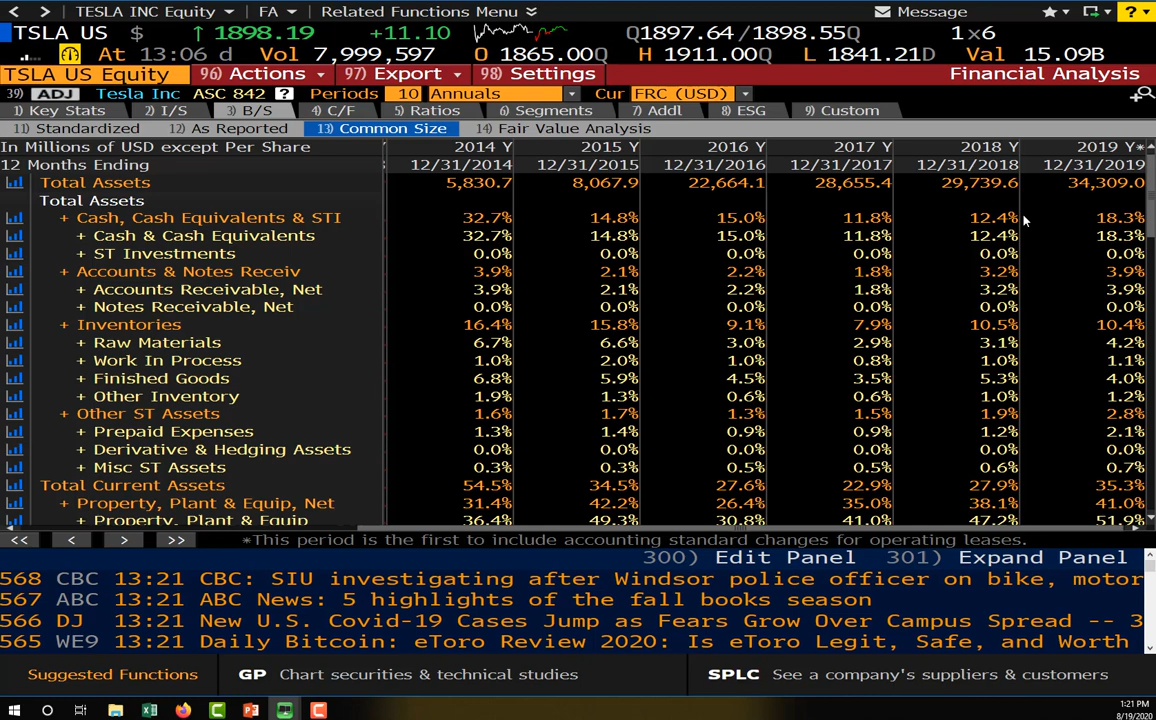 TESLA INC Equity FA Related Functions Menu Message ?
TSLA US $ ↑ 1898.19 +11.10 Q1897.64/1898.55Q 1×6
At 13:06 d Vol 7,999,597 O 1865.00Q H 1911.00Q L 1841.21D Val 15.09B
TSLA US Equity 96) Actions 97) Export 98) Settings Financial Analysis
39) ADJ Tesla Inc ASC 842 ? Periods 10 Annuals Cur FRC (USD)
1) Key Stats 2) I/S 3) B/S 4) C/F 5) Ratios 6) Segments 7) Addl 8) ESG 9) Custom
11) Standardized 12) As Reported 13) Common Size 14) Fair Value Analysis
In Millions of USD except Per Share 2014 Y 2015 Y 2016 Y 2017 Y 2018 Y 2019 Y*
12 Months Ending 12/31/2014 12/31/2015 12/31/2016 12/31/2017 12/31/2018 12/31/2019
Total Assets 5,830.7 8,067.9 22,664.1 28,655.4 29,739.6 34,309.0
Total Assets
+ Cash, Cash Equivalents & STI 32.7% 14.8% 15.0% 11.8% 12.4% 18.3%
+ Cash & Cash Equivalents 32.7% 14.8% 15.0% 11.8% 12.4% 18.3%
+ ST Investments 0.0% 0.0% 0.0% 0.0% 0.0% 0.0%
+ Accounts & Notes Receiv 3.9% 2.1% 2.2% 1.8% 3.2% 3.9%
+ Accounts Receivable, Net 3.9% 2.1% 2.2% 1.8% 3.2% 3.9%
+ Notes Receivable, Net 0.0% 0.0% 0.0% 0.0% 0.0% 0.0%
+ Inventories 16.4% 15.8% 9.1% 7.9% 10.5% 10.4%
+ Raw Materials 6.7% 6.6% 3.0% 2.9% 3.1% 4.2%
+ Work In Process 1.0% 2.0% 1.0% 0.8% 1.0% 1.1%
+ Finished Goods 6.8% 5.9% 4.5% 3.5% 5.3% 4.0%
+ Other Inventory 1.9% 1.3% 0.6% 0.6% 1.0% 1.2%
+ Other ST Assets 1.6% 1.7% 1.3% 1.5% 1.9% 2.8%
+ Prepaid Expenses 1.3% 1.4% 0.9% 0.9% 1.2% 2.1%
+ Derivative & Hedging Assets 0.0% 0.0% 0.0% 0.0% 0.0% 0.0%
+ Misc ST Assets 0.3% 0.3% 0.5% 0.5% 0.6% 0.7%
Total Current Assets 54.5% 34.5% 27.6% 22.9% 27.9% 35.3%
+ Property, Plant & Equip, Net 31.4% 42.2% 26.4% 35.0% 38.1% 41.0%
+ Property, Plant & Equip 36.4% 49.3% 30.8% 41.0% 47.2% 51.9%
<< < > >> *This period is the first to include accounting standard changes for operating leases.
300) Edit Panel 301) Expand Panel
568 CBC 13:21 CBC: SIU investigating after Windsor police officer on bike, motor
567 ABC 13:21 ABC News: 5 highlights of the fall books season
566 DJ 13:21 New U.S. Covid-19 Cases Jump as Fears Grow Over Campus Spread -- 3
565 WE9 13:21 Daily Bitcoin: eToro Review 2020: Is eToro Legit, Safe, and Worth
Suggested Functions GP Chart securities & technical studies SPLC See a company's suppliers & customers
1:21 PM
8/19/2020